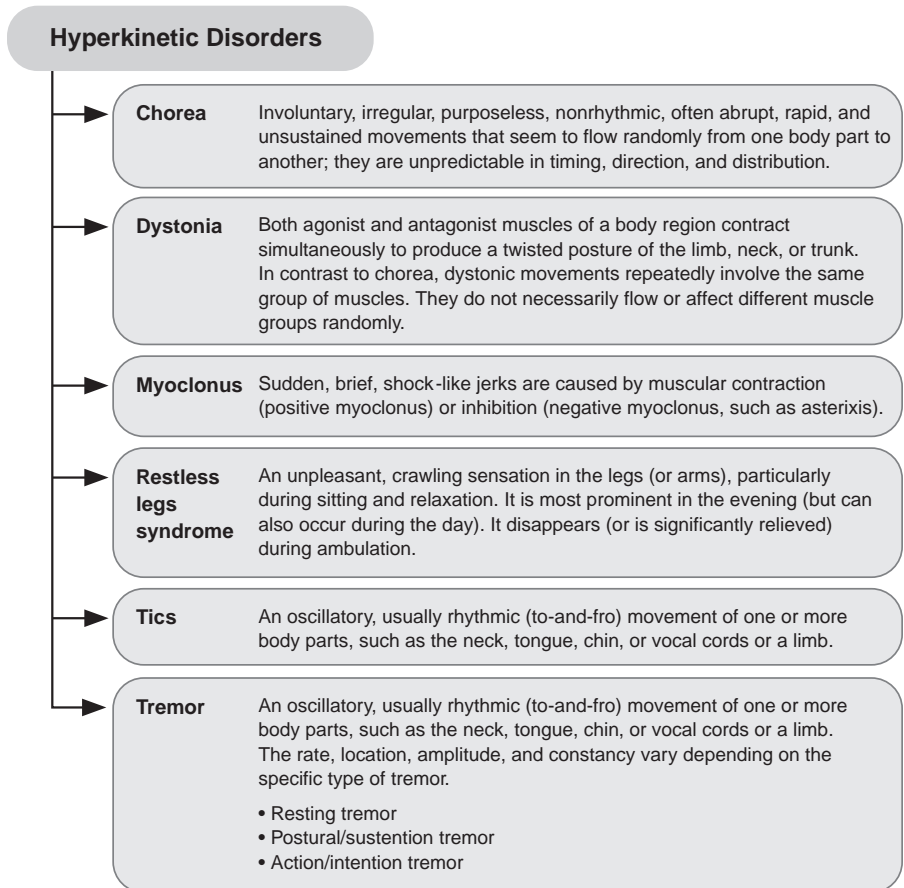 Hyperkinetic Disorders
Chorea
Involuntary, irregular, purposeless, nonrhythmic, often abrupt, rapid, and
unsustained movements that seem to flow randomly from one body part to
another; they are unpredictable in timing, direction, and distribution.
Dystonia
Both agonist and antagonist muscles of a body region contract
simultaneously to produce a twisted posture of the limb, neck, or trunk.
In contrast to chorea, dystonic movements repeatedly involve the same
group of muscles. They do not necessarily flow or affect different muscle
groups randomly.
Myoclonus
Sudden, brief, shock-like jerks are caused by muscular contraction
(positive myoclonus) or inhibition (negative myoclonus, such as asterixis).
Restless
legs
syndrome
An unpleasant, crawling sensation in the legs (or arms), particularly
during sitting and relaxation. It is most prominent in the evening (but can
also occur during the day). It disappears (or is significantly relieved)
during ambulation.
Tics
An oscillatory, usually rhythmic (to-and-fro) movement of one or more
body parts, such as the neck, tongue, chin, or vocal cords or a limb.
Tremor
An oscillatory, usually rhythmic (to-and-fro) movement of one or more
body parts, such as the neck, tongue, chin, or vocal cords or a limb.
The rate, location, amplitude, and constancy vary depending on the
specific type of tremor.
• Resting tremor
• Postural/sustention tremor
• Action/intention tremor